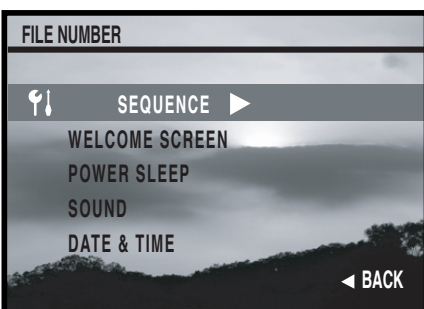 FILE NUMBER
SEQUENCE
WELCOME SCREEN
POWER SLEEP
SOUND
DATE & TIME
BACK